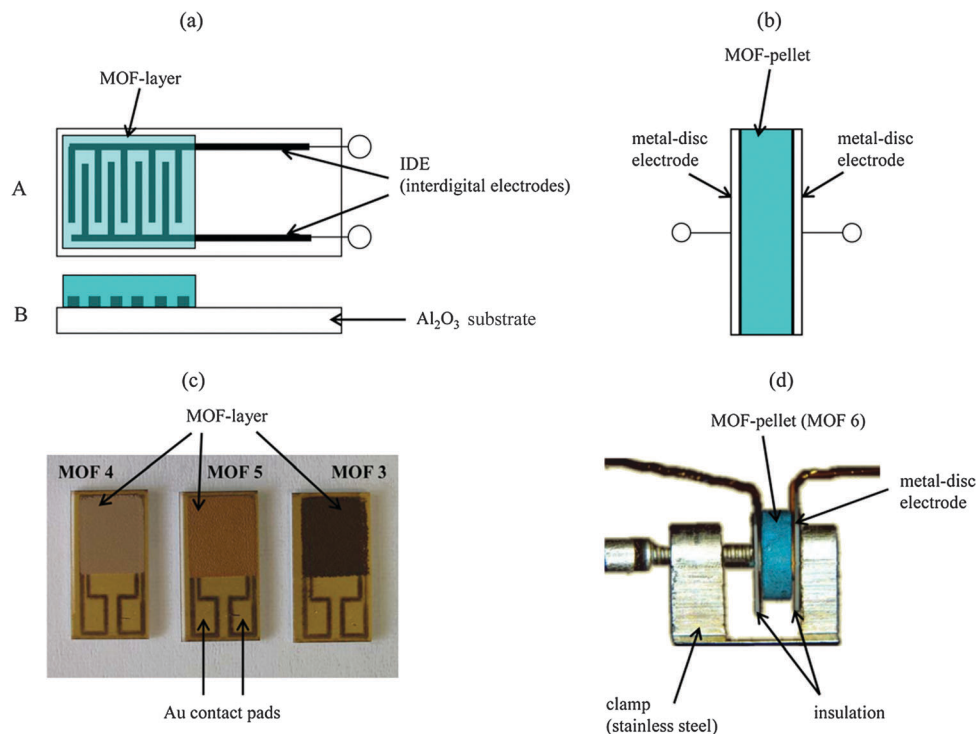 (a)
MOF-layer
A
IDE
(interdigital electrodes)
B
Al₂O₃ substrate
(b)
MOF-pellet
metal-disc
electrode
metal-disc
electrode
(c)
MOF-layer
MOF 4
MOF 5
MOF 3
Au contact pads
(d)
MOF-pellet (MOF 6)
metal-disc
electrode
clamp
(stainless steel)
insulation